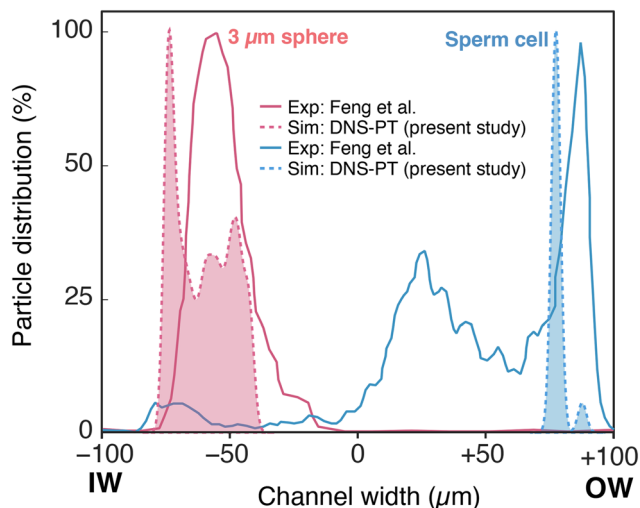 100
50
25
0
Particle distribution (%)
3 µm sphere
Sperm cell
Exp: Feng et al.
Sim: DNS-PT (present study)
Exp: Feng et al.
Sim: DNS-PT (present study)
−100
−50
0
+50
+100
IW
Channel width (µm)
OW